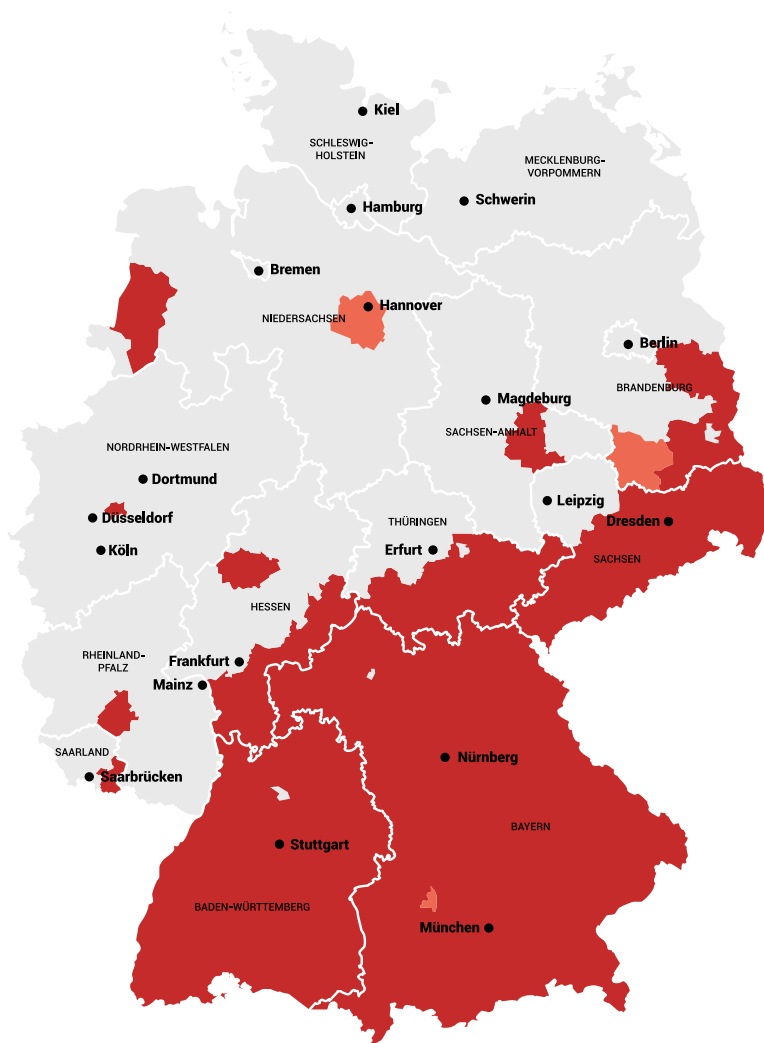 Kiel
SCHLESWIG-
HOLSTEIN
MECKLENBURG-
VORPOMMERN
Hamburg
Schwerin
Bremen
Hannover
NIEDERSACHSEN
Berlin
BRANDENBURG
Magdeburg
SACHSEN-ANHALT
NORDRHEIN-WESTFALEN
Dortmund
Leipzig
Düsseldorf
THÜRINGEN
Dresden
Köln
Erfurt
SACHSEN
HESSEN
RHEINLAND-
PFALZ
Frankfurt
Mainz
SAARLAND
Saarbrücken
Nürnberg
BAYERN
Stuttgart
BADEN-WÜRTTEMBERG
München